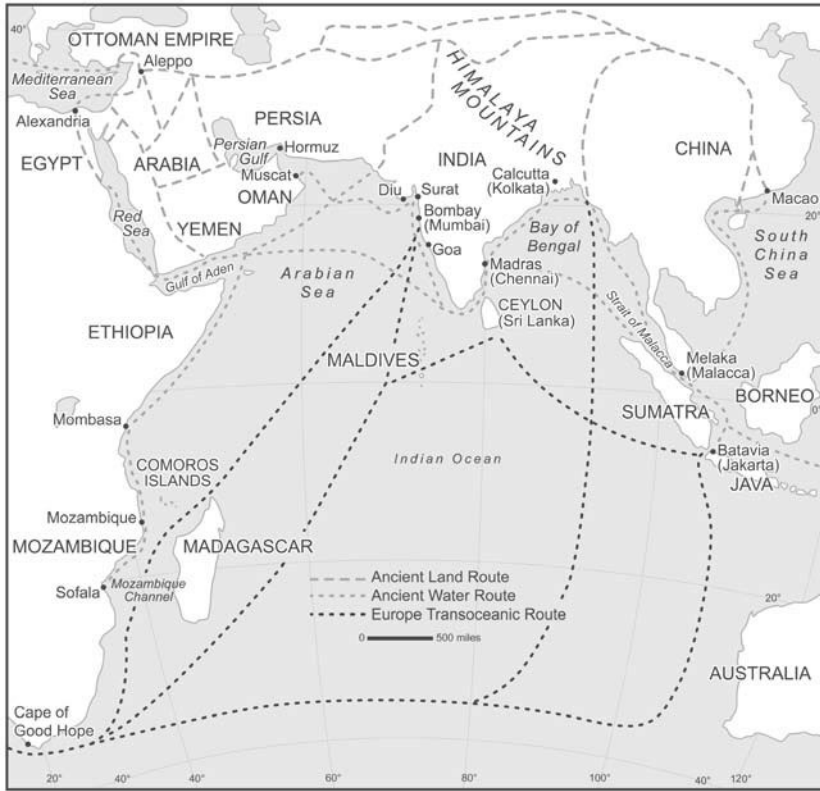 40°
OTTOMAN EMPIRE
Aleppo
Mediterranean
Sea
Alexandria
EGYPT
ARABIA
PERSIA
Persian
Gulf
Hormuz
Muscat
OMAN
YEMEN
Red
Sea
Gulf of Aden
HIMALAYA
MOUNTAINS
INDIA
Calcutta
(Kolkata)
Diu
Surat
Bombay
(Mumbai)
Goa
Bay of
Bengal
Madras
(Chennai)
CEYLON
(Sri Lanka)
CHINA
Macao
20°
South
China
Sea
Arabian
Sea
ETHIOPIA
MALDIVES
Strait of Malacca
Melaka
(Malacca)
BORNEO
SUMATRA
0°
Mombasa
Indian Ocean
Batavia
(Jakarta)
JAVA
COMOROS
ISLANDS
Mozambique
MOZAMBIQUE
MADAGASCAR
Sofala
Mozambique
Channel
Ancient Land Route
Ancient Water Route
Europe Transoceanic Route
0 500 miles
20°
AUSTRALIA
Cape of
Good Hope
20° 40° 40° 60° 80° 100° 40° 120°